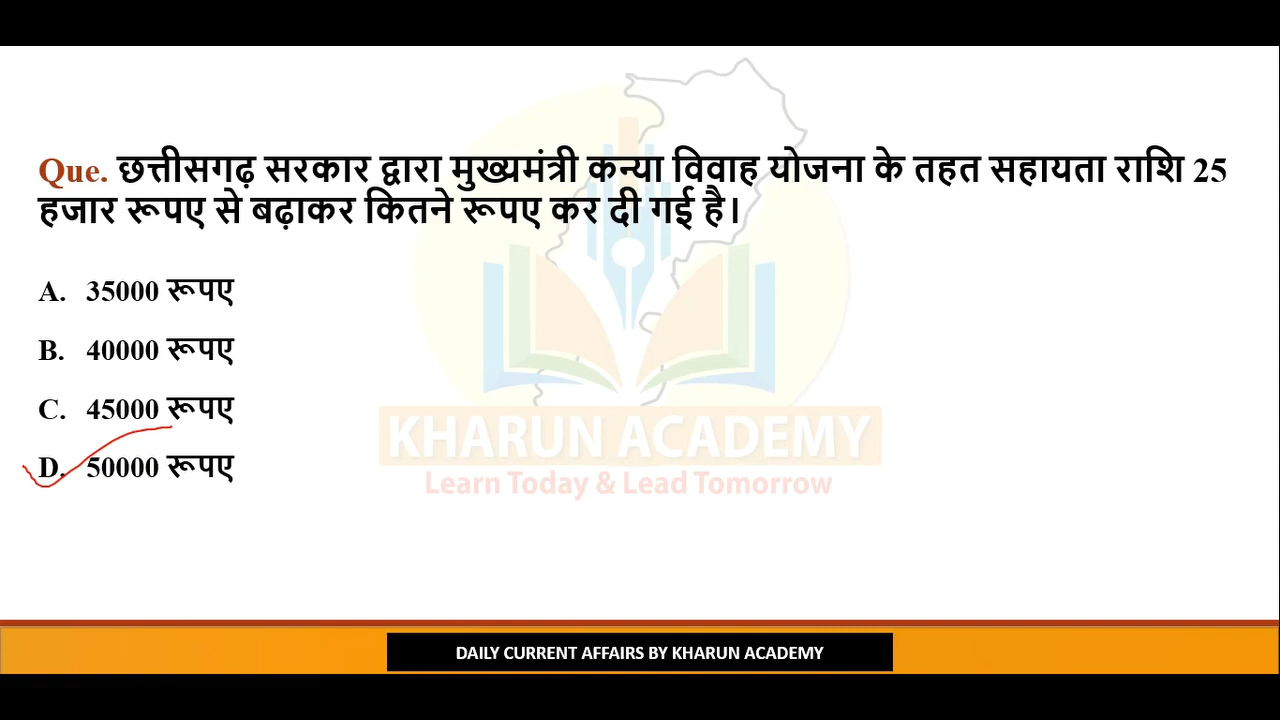 Que. छत्तीसगढ़ सरकार द्वारा मुख्यमंत्री कन्या विवाह योजना के तहत सहायता राशि 25
हजार रूपए से बढ़ाकर कितने रूपए कर दी गई है।
A. 35000 रूपए
B. 40000 रूपए
C. 45000 रूपए
D. 50000 रूपए
KHARUN ACADEMY
Learn Today & Lead Tomorrow
DAILY CURRENT AFFAIRS BY KHARUN ACADEMY